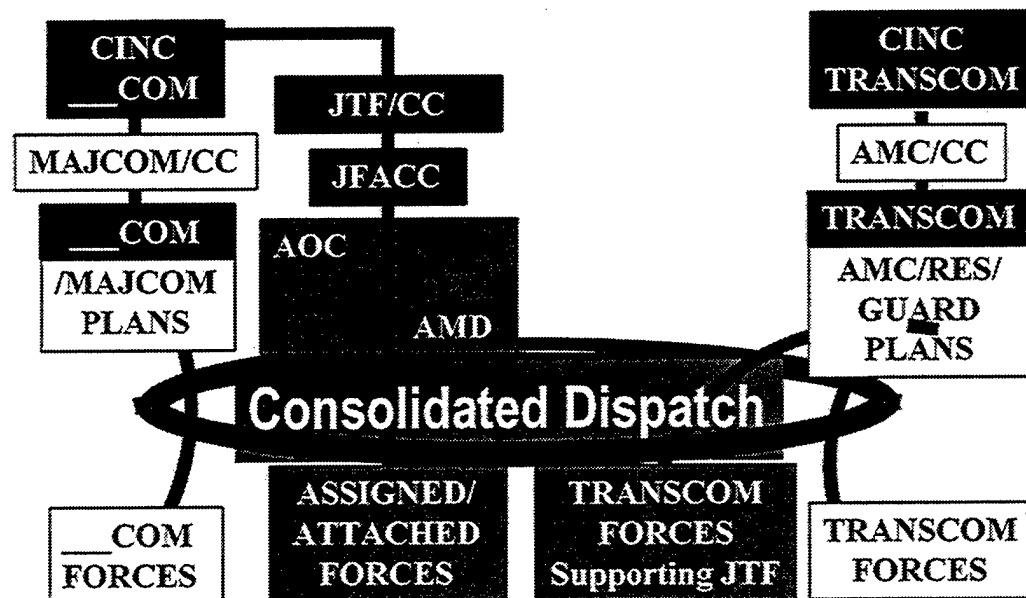 CINC
___COM
MAJCOM/CC
___COM
/MAJCOM
PLANS
JTF/CC
JFACC
AOC
AMD
CINC
TRANSCOM
AMC/CC
TRANSCOM
AMC/RES/
GUARD
PLANS
Consolidated Dispatch
___COM
FORCES
ASSIGNED/
ATTACHED
FORCES
TRANSCOM
FORCES
Supporting JTF
TRANSCOM
FORCES